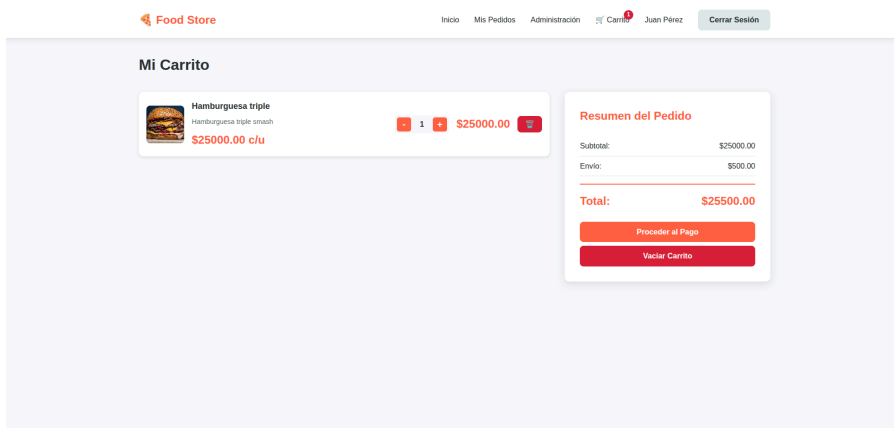 Food Store
Inicio
Mis Pedidos
Administración
Carrito
1
Juan Pérez
Cerrar Sesión
Mi Carrito
Hamburguesa triple
Hamburguesa triple smash
$25000.00 c/u
-
1
+
$25000.00
Resumen del Pedido
Subtotal: $25000.00
Envío: $500.00
Total: $25500.00
Proceder al Pago
Vaciar Carrito